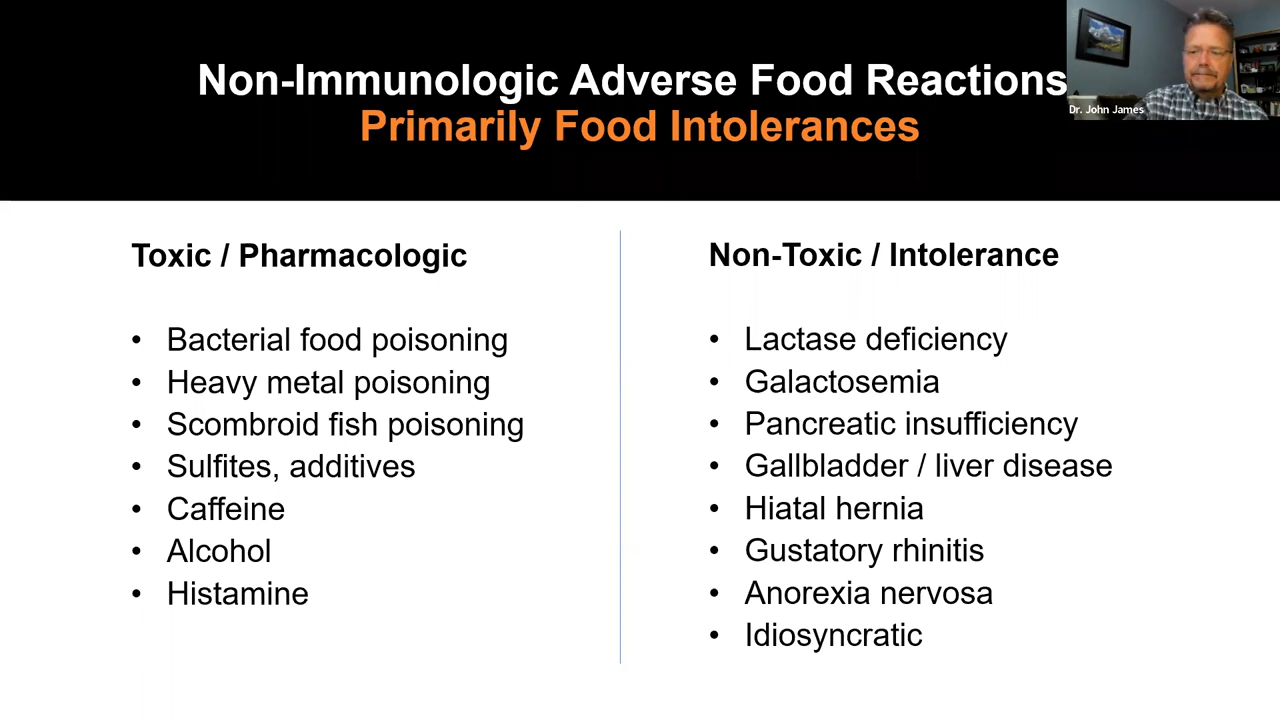 Non-Immunologic Adverse Food Reactions
Primarily Food Intolerances
Dr. John James
Toxic / Pharmacologic
• Bacterial food poisoning
• Heavy metal poisoning
• Scombroid fish poisoning
• Sulfites, additives
• Caffeine
• Alcohol
• Histamine
Non-Toxic / Intolerance
• Lactase deficiency
• Galactosemia
• Pancreatic insufficiency
• Gallbladder / liver disease
• Hiatal hernia
• Gustatory rhinitis
• Anorexia nervosa
• Idiosyncratic